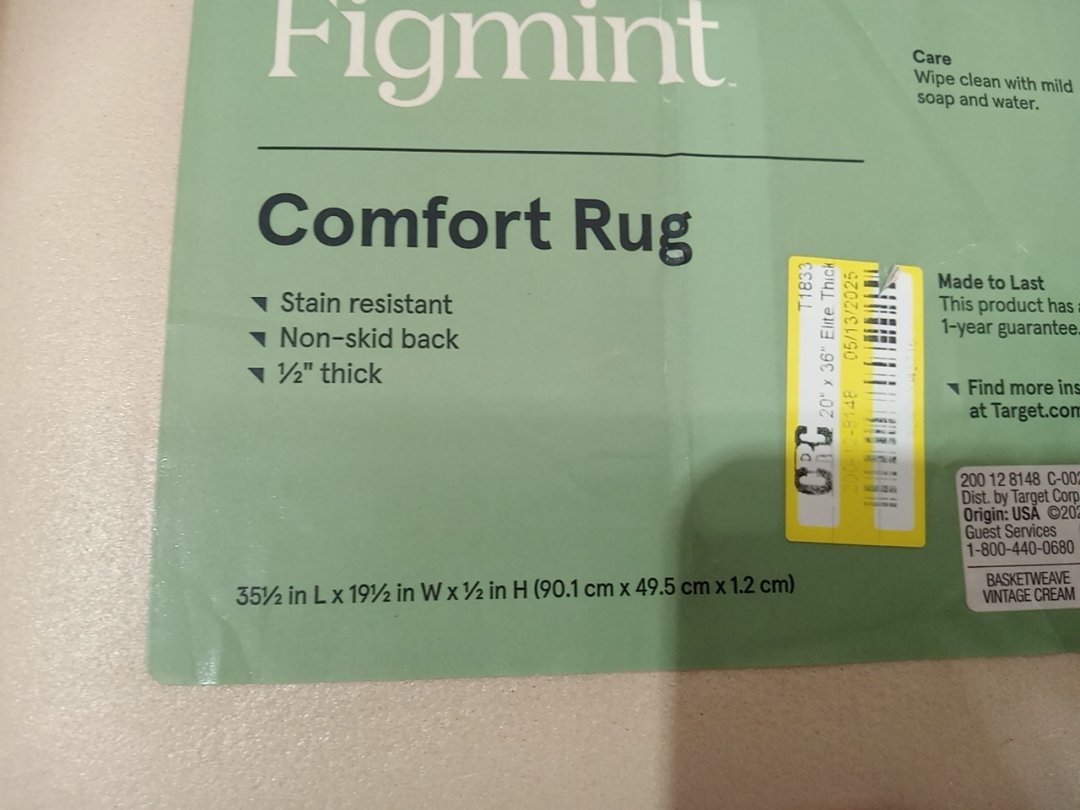 Figmint
Comfort Rug
◥ Stain resistant
◥ Non-skid back
◥ ½" thick
35½ in L x 19½ in W x ½ in H (90.1 cm x 49.5 cm x 1.2 cm)
Care
Wipe clean with mild
soap and water.
T1833
20" x 36" Elite Thick
05/13/2025
CRC
Made to Last
This product has
1-year guarantee.
◥ Find more ins
at Target.com
200 12 8148 C-002
Dist. by Target Corp
Origin: USA ©202
Guest Services
1-800-440-0680
BASKETWEAVE
VINTAGE CREAM